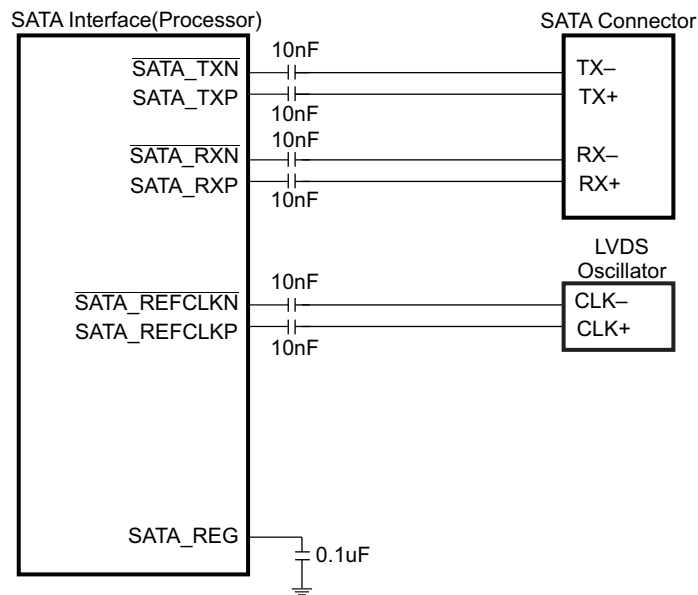 SATA Interface(Processor)
SATA Connector
10nF
SATA_TXN
TX–
SATA_TXP
TX+
10nF
10nF
SATA_RXN
RX–
SATA_RXP
RX+
10nF
LVDS
Oscillator
10nF
SATA_REFCLKN
CLK–
SATA_REFCLKP
CLK+
10nF
SATA_REG
0.1uF